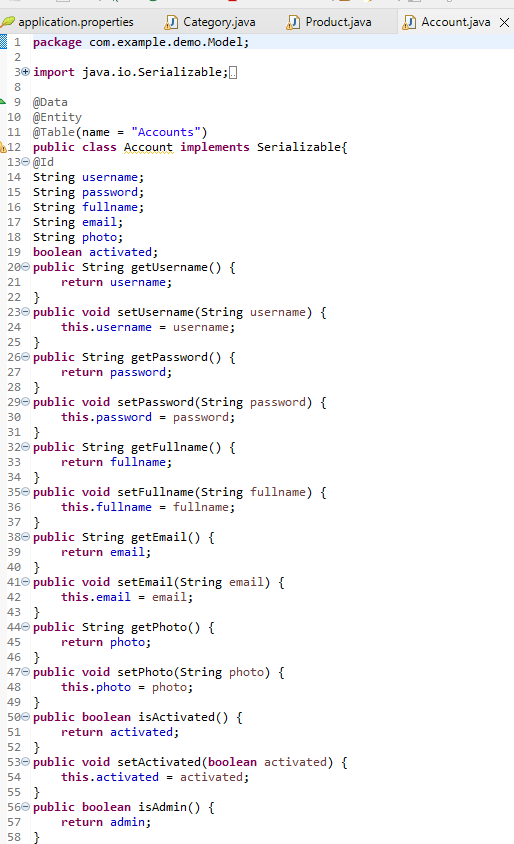 application.properties Category.java Product.java Account.java
1 package com.example.demo.Model;
2
3 import java.io.Serializable;
8
9 @Data
10 @Entity
11 @Table(name = "Accounts")
12 public class Account implements Serializable{
13 @Id
14 String username;
15 String password;
16 String fullname;
17 String email;
18 String photo;
19 boolean activated;
20 public String getUsername() {
21 return username;
22 }
23 public void setUsername(String username) {
24 this.username = username;
25 }
26 public String getPassword() {
27 return password;
28 }
29 public void setPassword(String password) {
30 this.password = password;
31 }
32 public String getFullname() {
33 return fullname;
34 }
35 public void setFullname(String fullname) {
36 this.fullname = fullname;
37 }
38 public String getEmail() {
39 return email;
40 }
41 public void setEmail(String email) {
42 this.email = email;
43 }
44 public String getPhoto() {
45 return photo;
46 }
47 public void setPhoto(String photo) {
48 this.photo = photo;
49 }
50 public boolean isActivated() {
51 return activated;
52 }
53 public void setActivated(boolean activated) {
54 this.activated = activated;
55 }
56 public boolean isAdmin() {
57 return admin;
58 }